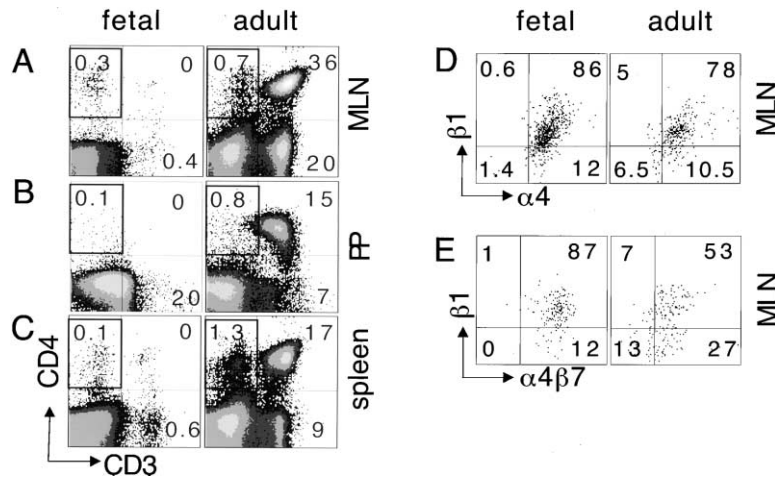 fetal adult
A 0.3 0 0.7 36 MLN
0.4 20
B 0.1 0 0.8 15 PP
20 7
C 0.1 0 1.3 17 spleen
0.6 9
CD4
CD3
fetal adult
D 0.6 86 5 78 MLN
1.4 12 6.5 10.5
β1
α4
E 1 87 7 53 MLN
0 12 13 27
β1
α4β7